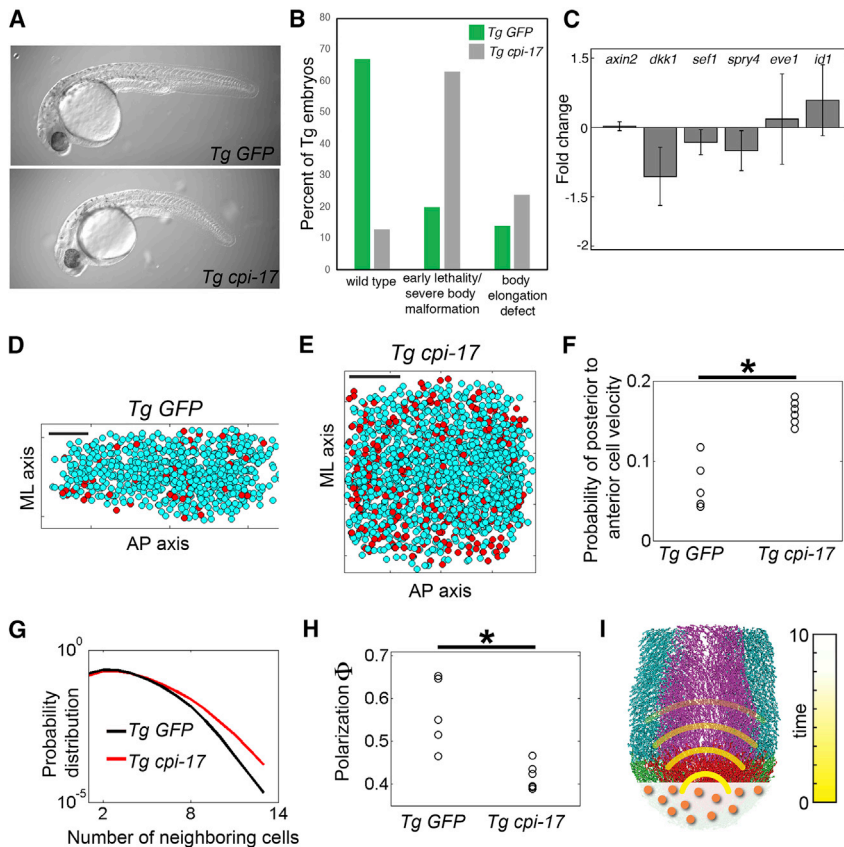 A
Tg GFP
Tg cpi-17
B
Percent of Tg embryos
80
70
60
50
40
30
20
10
0
Tg GFP
Tg cpi-17
wild type
early lethality/
severe body
malformation
body
elongation
defect
C
Fold change
1.5
0
-1.5
-2
axin2 dkk1 sef1 spry4 eve1 id1
D
Tg GFP
ML axis
AP axis
E
Tg cpi-17
ML axis
AP axis
F
Probability of posterior to
anterior cell velocity
0.2
0.1
0
*
Tg GFP Tg cpi-17
G
Probability
distribution
10^0
10^-5
Tg GFP
Tg cpi-17
2 8 14
Number of neighboring cells
H
Polarization Φ
0.7
0.6
0.5
0.4
*
Tg GFP Tg cpi-17
I
10
time
0